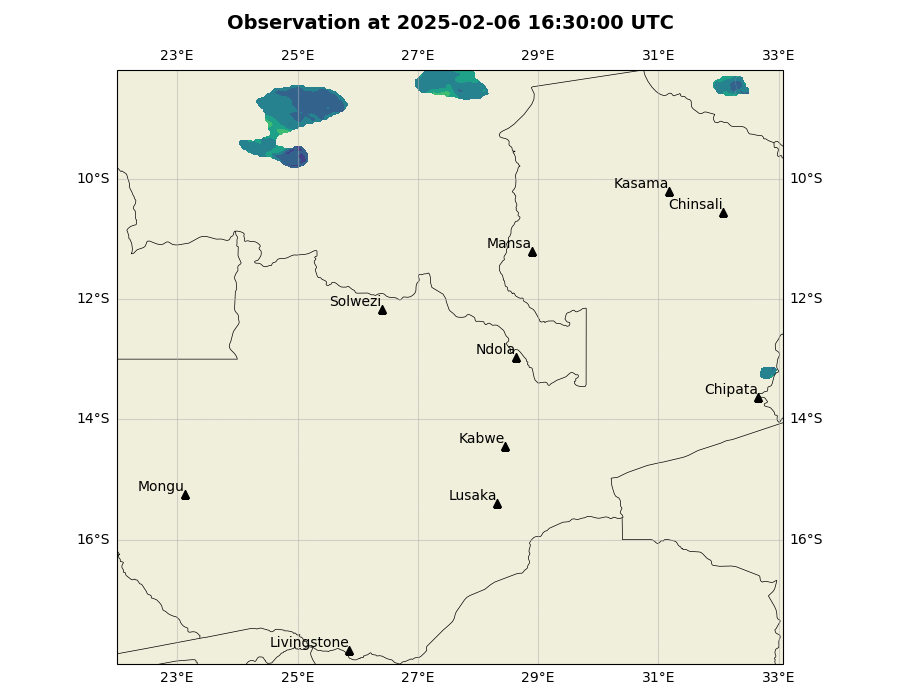 Observation at 2025-02-06 16:30:00 UTC
23°E 25°E 27°E 29°E 31°E 33°E
10°S 10°S
Kasama
Chinsali
Mansa
12°S 12°S
Solwezi
Ndola
Chipata
14°S 14°S
Kabwe
Mongu
Lusaka
16°S 16°S
Livingstone
23°E 25°E 27°E 29°E 31°E 33°E